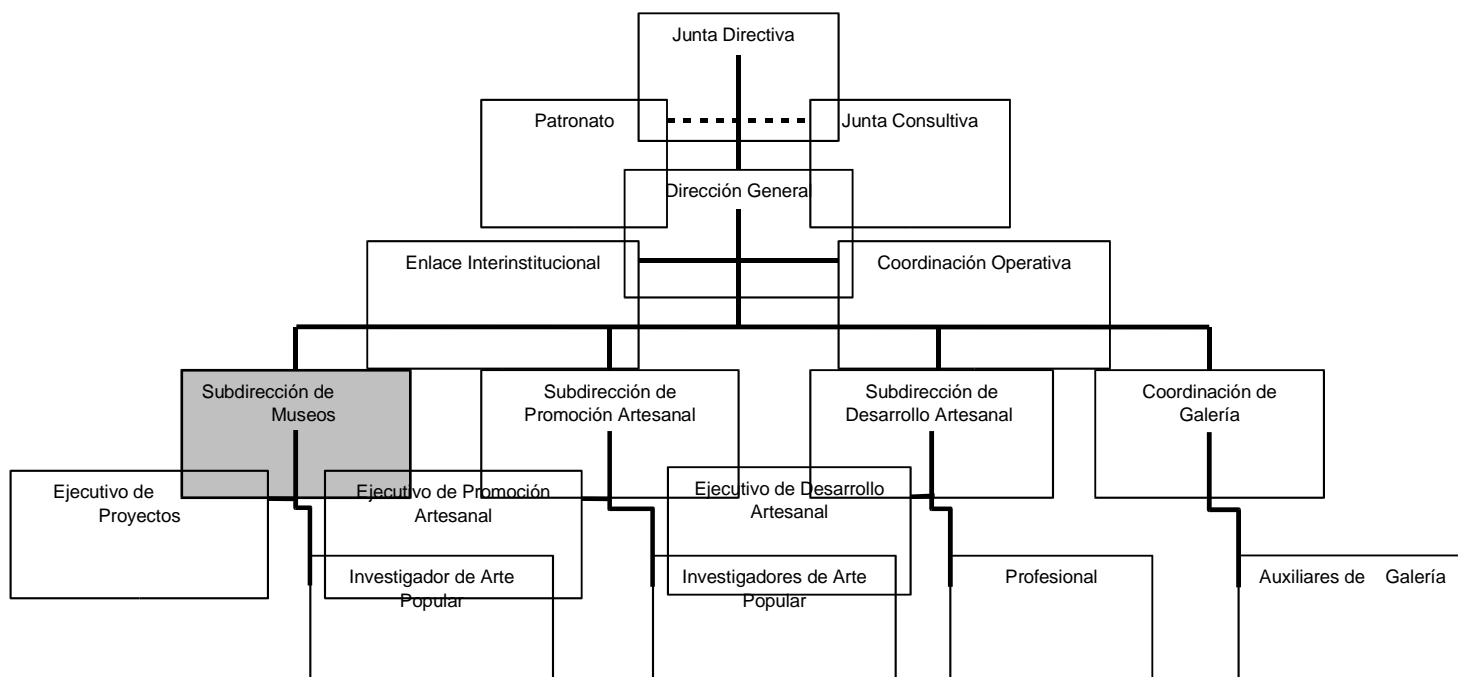 Junta Directiva
Patronato
Junta Consultiva
Dirección General
Enlace Interinstitucional
Coordinación Operativa
Subdirección de
Museos
Subdirección de
Promoción Artesanal
Subdirección de
Desarrollo Artesanal
Coordinación de
Galería
Ejecutivo de
Proyectos
Ejecutivo de Promoción
Artesanal
Ejecutivo de Desarrollo
Artesanal
Investigador de Arte
Popular
Investigadores de Arte
Popular
Profesional
Auxiliares de Galería